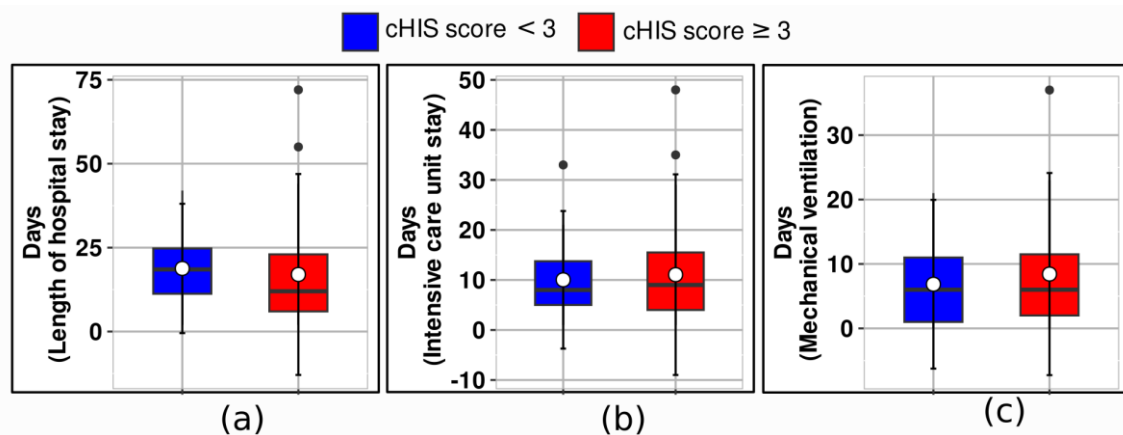 cHIS score < 3 cHIS score ≥ 3
Days
(Length of hospital stay)
75
50
25
0
(a)
Days
(Intensive care unit stay)
50
40
30
20
10
0
-10
(b)
Days
(Mechanical ventilation)
30
20
10
0
(c)